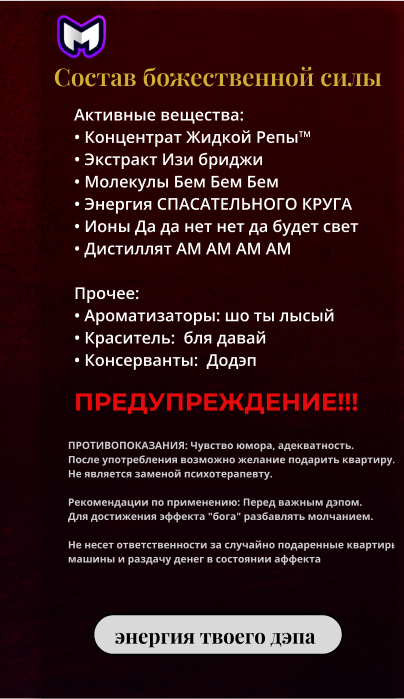 M
Состав божественной силы
Активные вещества:
• Концентрат Жидкой Репы™
• Экстракт Изи бриджи
• Молекулы Бем Бем Бем
• Энергия СПАСАТЕЛЬНОГО КРУГА
• Ионы Да да нет нет да будет свет
• Дистиллят АМ АМ АМ АМ
Прочее:
• Ароматизаторы: шо ты лысый
• Краситель: бля давай
• Консерванты: Додэп
ПРЕДУПРЕЖДЕНИЕ!!!
ПРОТИВОПОКАЗАНИЯ: Чувство юмора, адекватность.
После употребления возможно желание подарить квартиру.
Не является заменой психотерапевту.
Рекомендации по применению: Перед важным дэпом.
Для достижения эффекта "бога" разбавлять молчанием.
Не несет ответственности за случайно подаренные квартиры
машины и раздачу денег в состоянии аффекта
энергия твоего дэпа